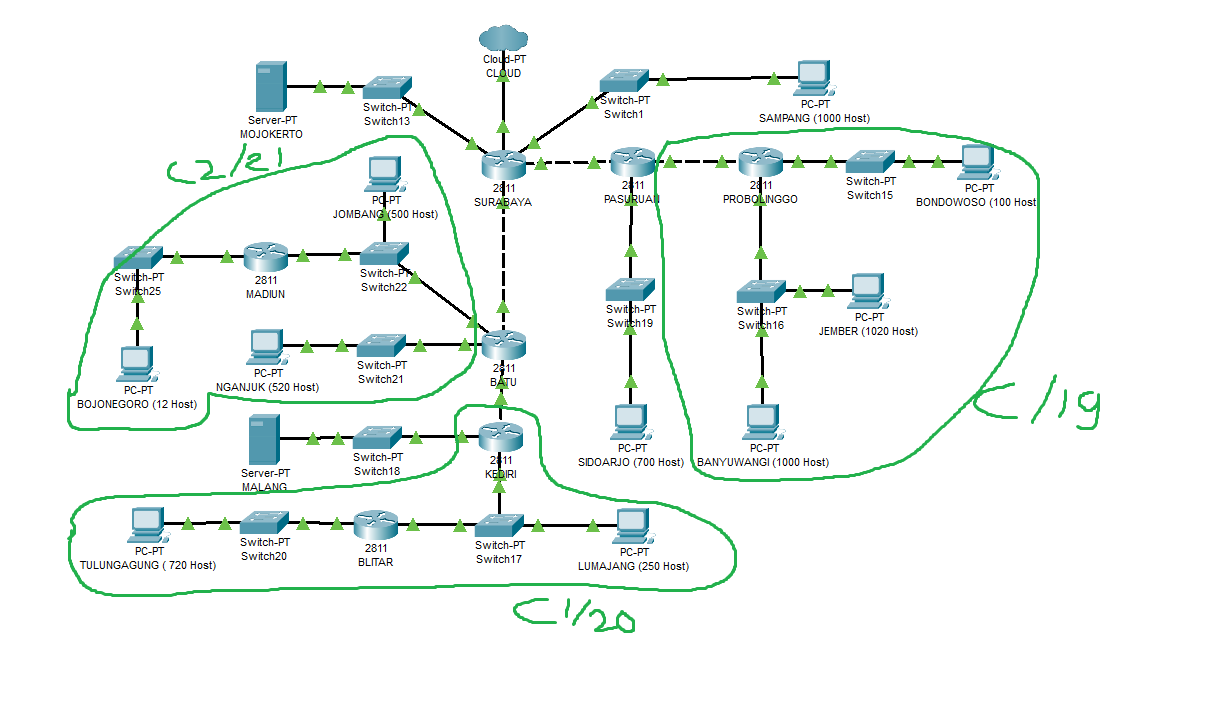 Cloud-PT
CLOUD
Server-PT
MOJOKERTO
Switch-PT
Switch13
Switch-PT
Switch1
PC-PT
SAMPANG (1000 Host)
C2/21
PC-PT
JOMBANG (500 Host)
2811
SURABAYA
2811
PASURUAN
2811
PROBOLINGGO
Switch-PT
Switch15
PC-PT
BONDOWOSO (100 Host
Switch-PT
Switch25
2811
MADIUN
Switch-PT
Switch22
Switch-PT
Switch19
Switch-PT
Switch16
PC-PT
JEMBER (1020 Host)
PC-PT
BOJONEGORO (12 Host)
PC-PT
NGANJUK (520 Host)
Switch-PT
Switch21
2811
BATU
C/19
Server-PT
MALANG
Switch-PT
Switch18
2811
KEDIRI
PC-PT
SIDOARJO (700 Host)
PC-PT
BANYUWANGI (1000 Host)
PC-PT
TULUNGAGUNG ( 720 Host)
Switch-PT
Switch20
2811
BLITAR
Switch-PT
Switch17
PC-PT
LUMAJANG (250 Host)
C1/20